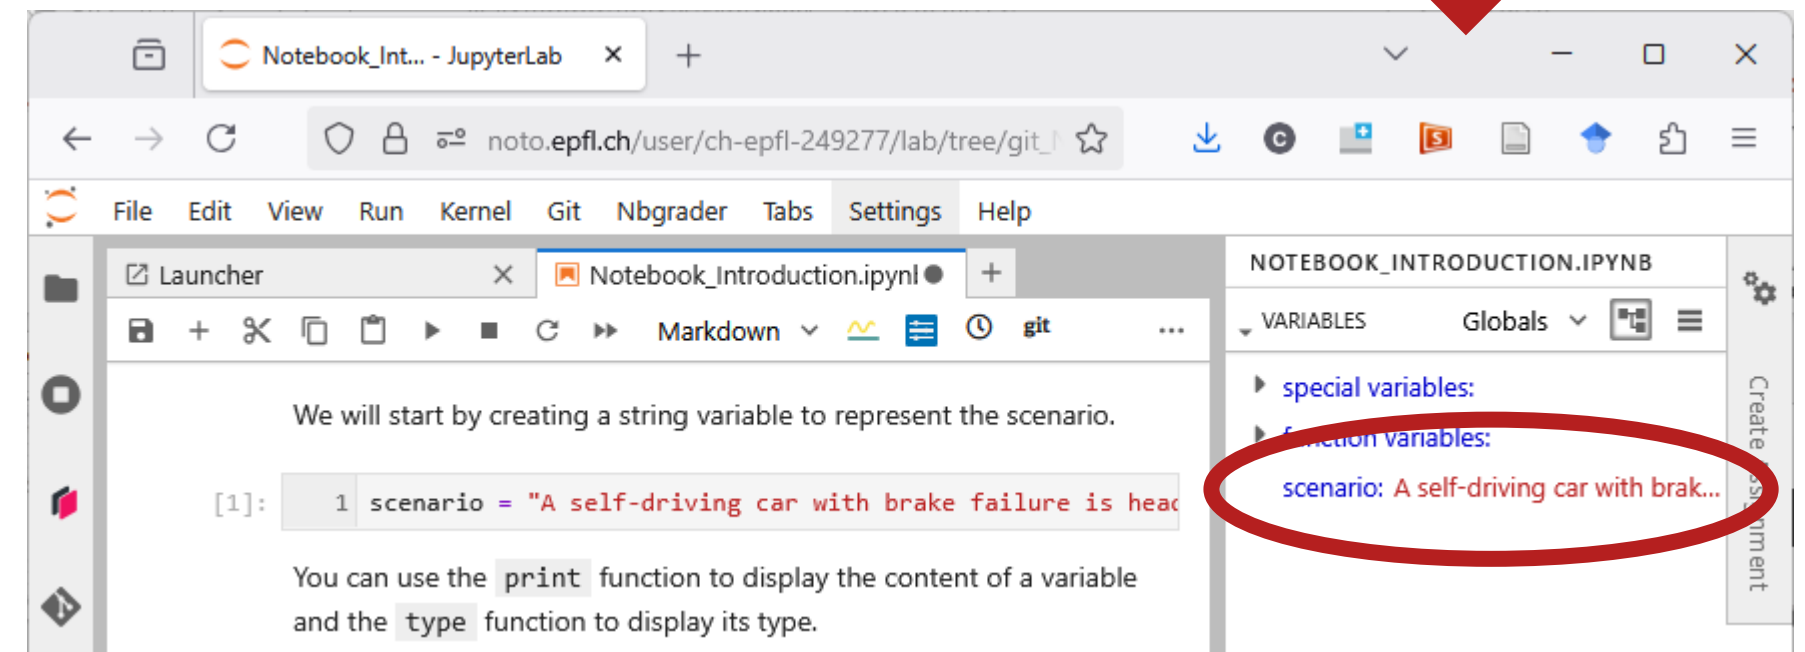 Notebook_Int... - JupyterLab
noto.epfl.ch/user/ch-epfl-249277/lab/tree/git_
File Edit View Run Kernel Git Nbgrader Tabs Settings Help
Launcher
Notebook_Introduction.ipynl
Markdown
git
...
We will start by creating a string variable to represent the scenario.
[1]: 1 scenario = "A self-driving car with brake failure is head
You can use the print function to display the content of a variable
and the type function to display its type.
NOTEBOOK_INTRODUCTION.IPYNB
VARIABLES Globals
special variables:
function variables:
scenario: A self-driving car with brak...
Create Assignment